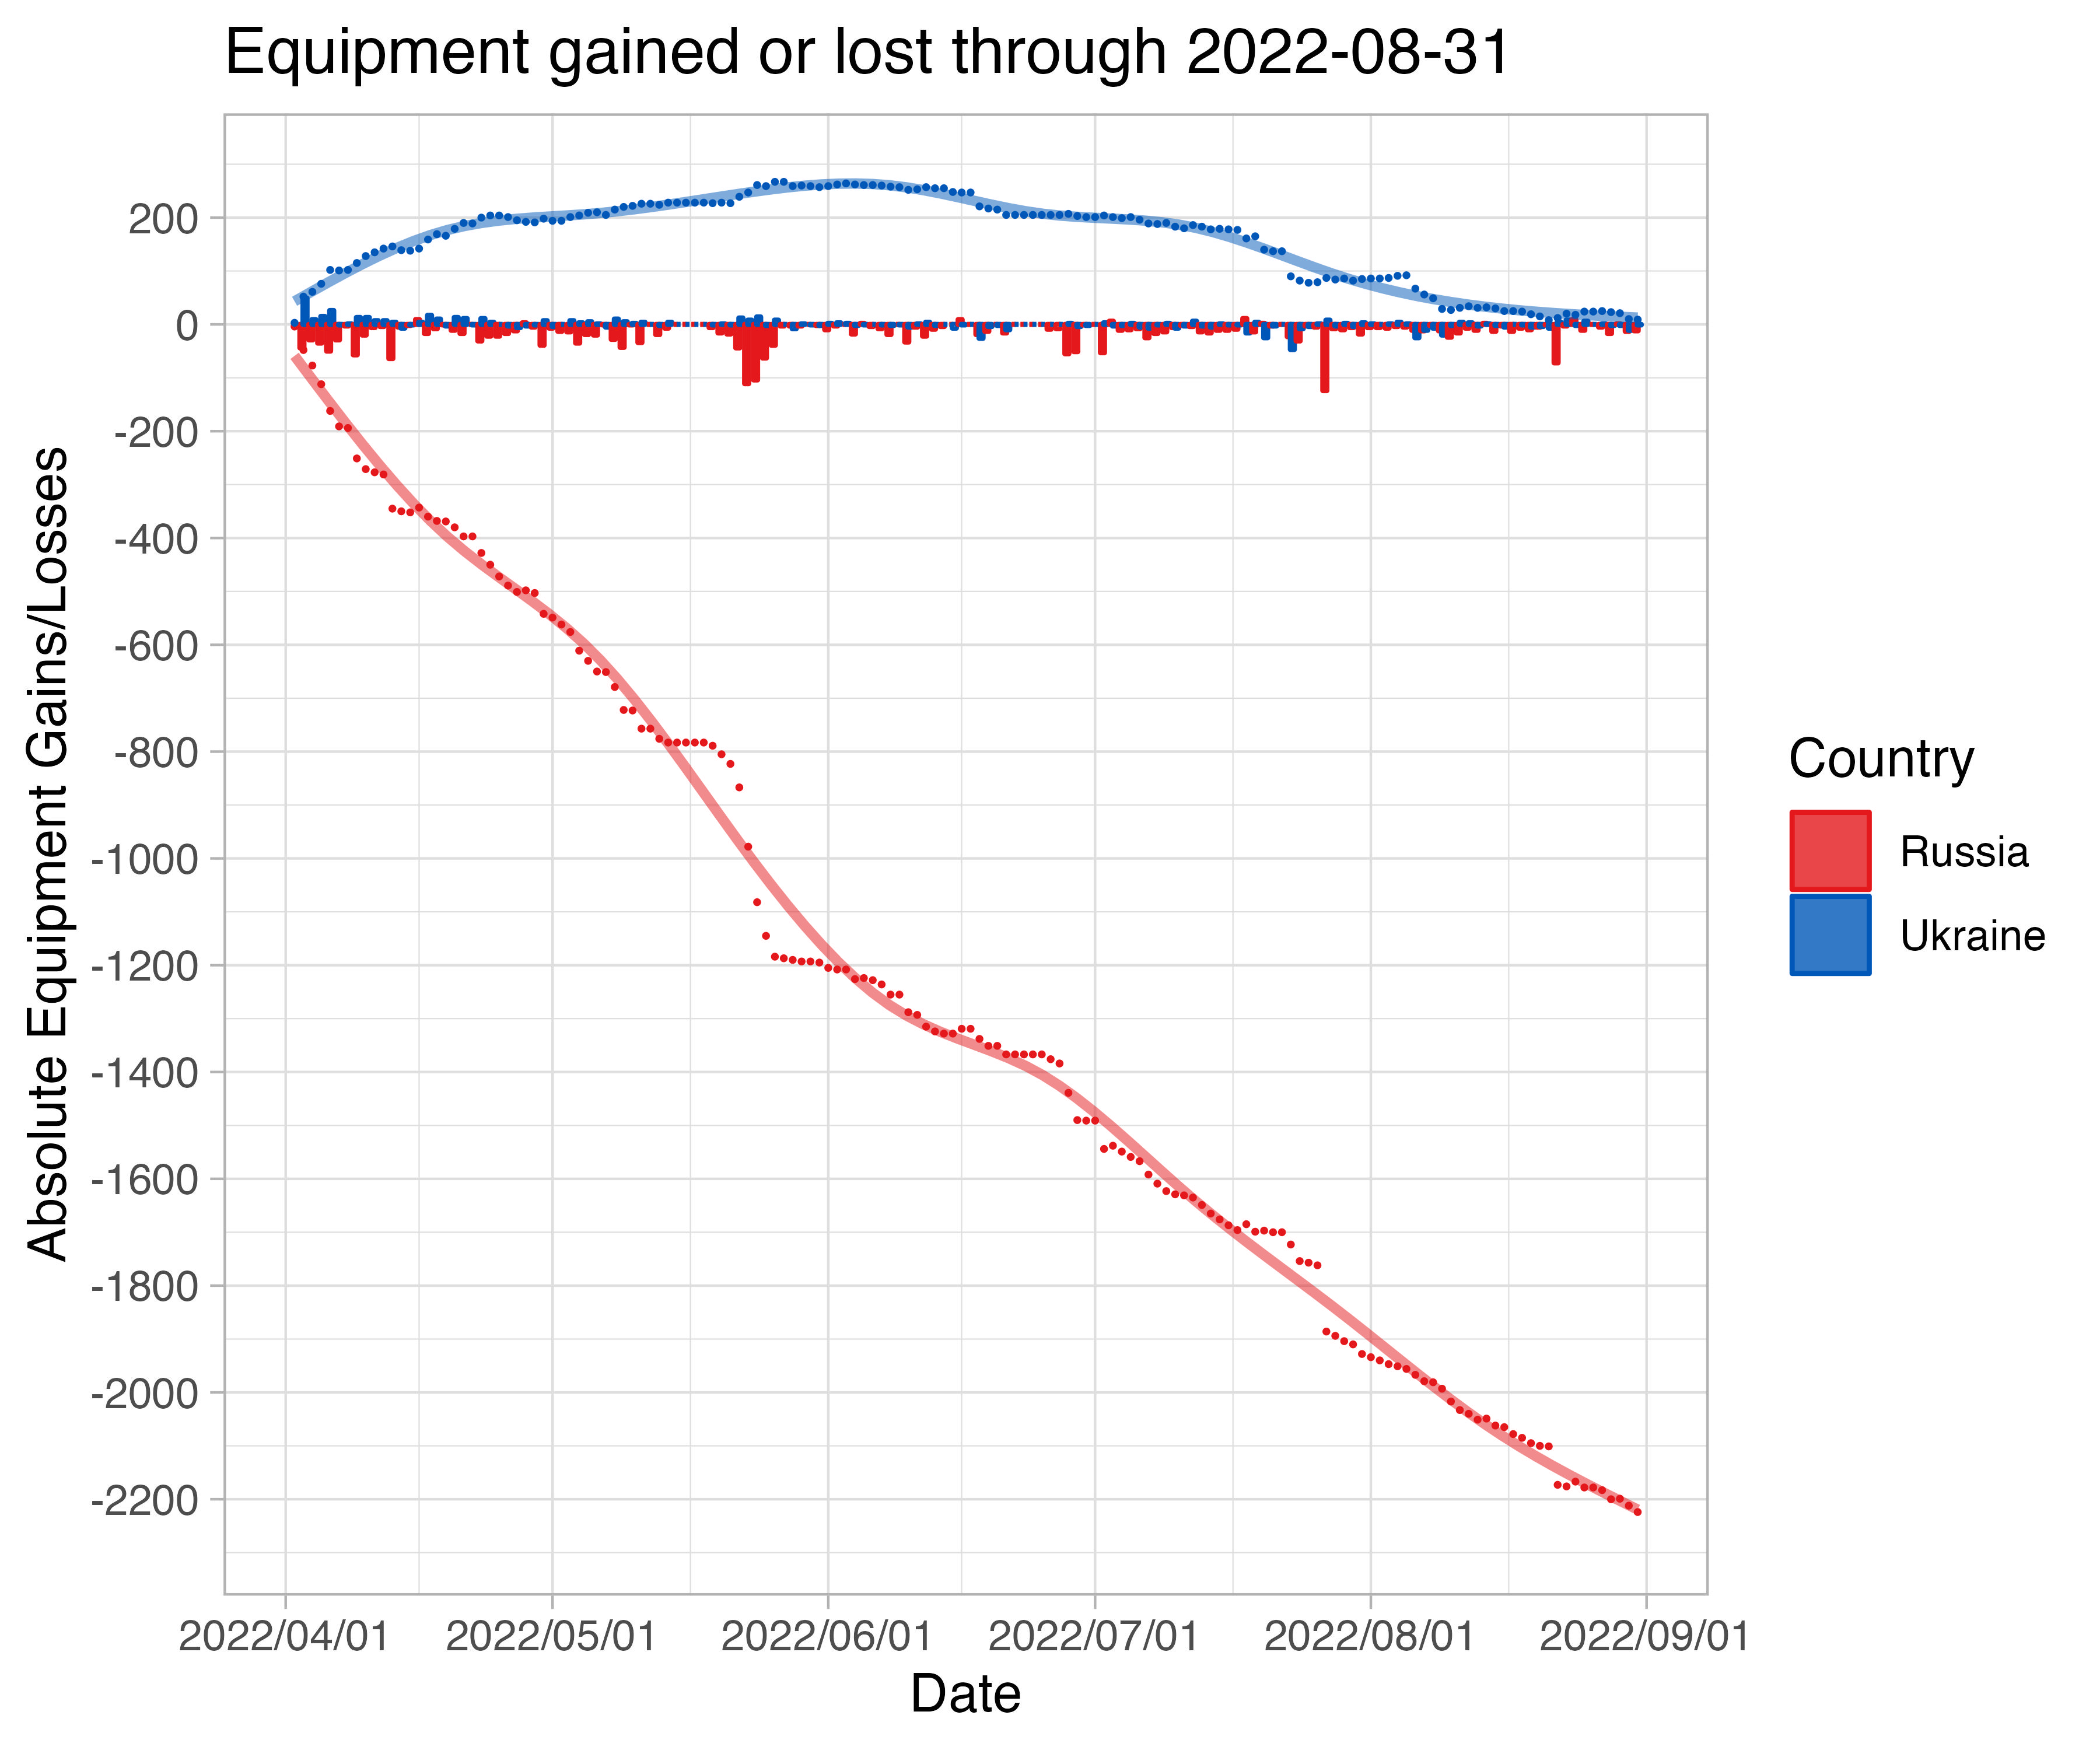 Equipment gained or lost through 2022-08-31
Absolute Equipment Gains/Losses
200
0
-200
-400
-600
-800
-1000
-1200
-1400
-1600
-1800
-2000
-2200
2022/04/01 2022/05/01 2022/06/01 2022/07/01 2022/08/01 2022/09/01
Date
Country
Russia
Ukraine